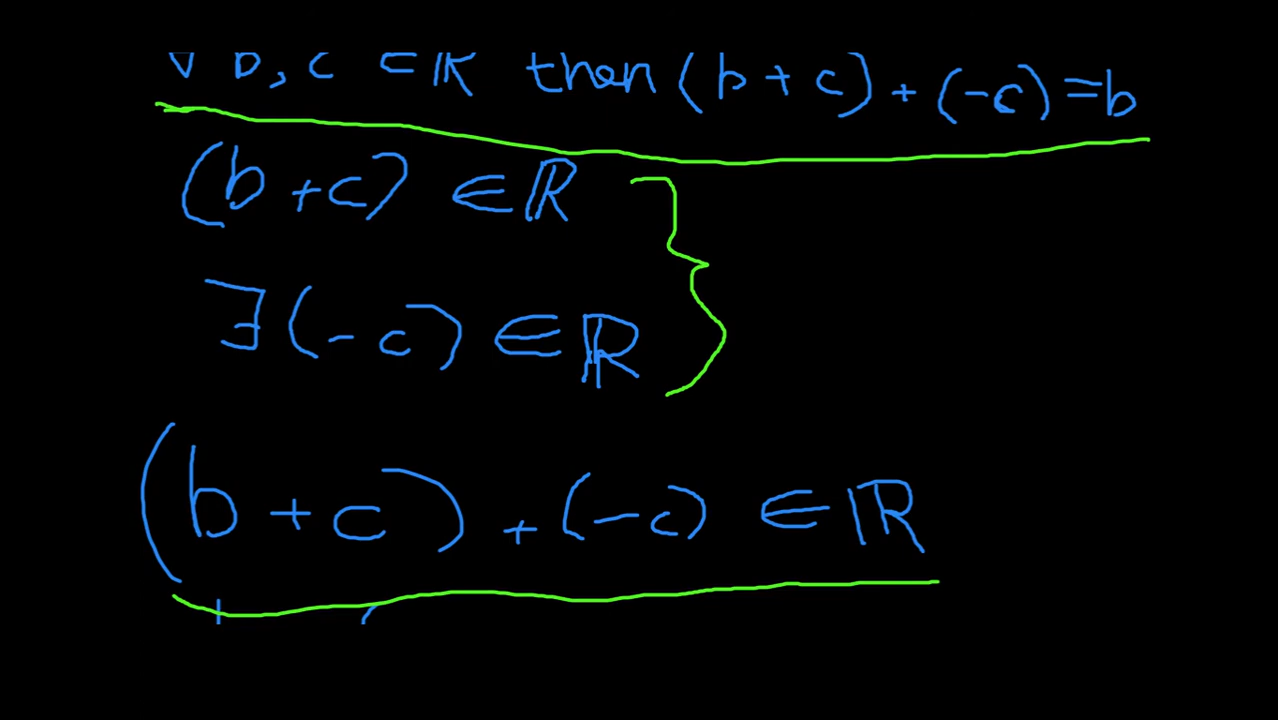 ∀ b, c ∈ ℝ then (b + c) + (-c) = b
(b + c) ∈ ℝ
∃ (-c) ∈ ℝ
(b + c) + (-c) ∈ ℝ